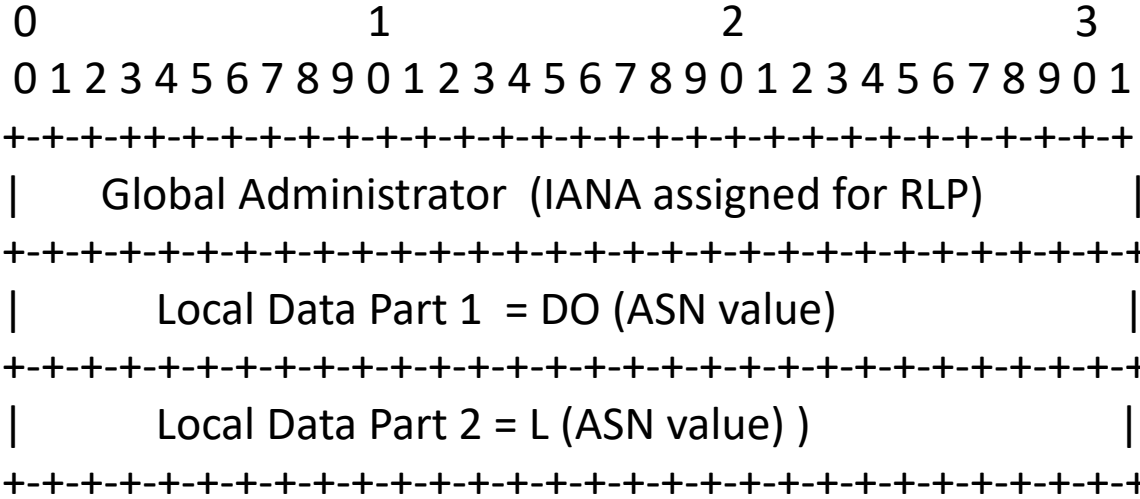 0 1 2 3
0 1 2 3 4 5 6 7 8 9 0 1 2 3 4 5 6 7 8 9 0 1 2 3 4 5 6 7 8 9 0 1
+-+-+-++-+-+-+-+-+-+-+-+-+-+-+-+-+-+-+-+-+-+-+-+-+-+-+-+-+
| Global Administrator (IANA assigned for RLP) |
+-+-+-+-+-+-+-+-+-+-+-+-+-+-+-+-+-+-+-+-+-+-+-+-+-+-+-+-+-+
| Local Data Part 1 = DO (ASN value) |
+-+-+-+-+-+-+-+-+-+-+-+-+-+-+-+-+-+-+-+-+-+-+-+-+-+-+-+-+-+
| Local Data Part 2 = L (ASN value) ) |
+-+-+-+-+-+-+-+-+-+-+-+-+-+-+-+-+-+-+-+-+-+-+-+-+-+-+-+-+-+